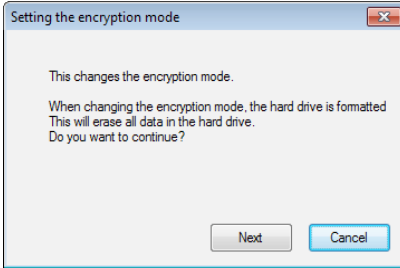 Setting the encryption mode
This changes the encryption mode.
When changing the encryption mode, the hard drive is formatted
This will erase all data in the hard drive.
Do you want to continue?
Next
Cancel